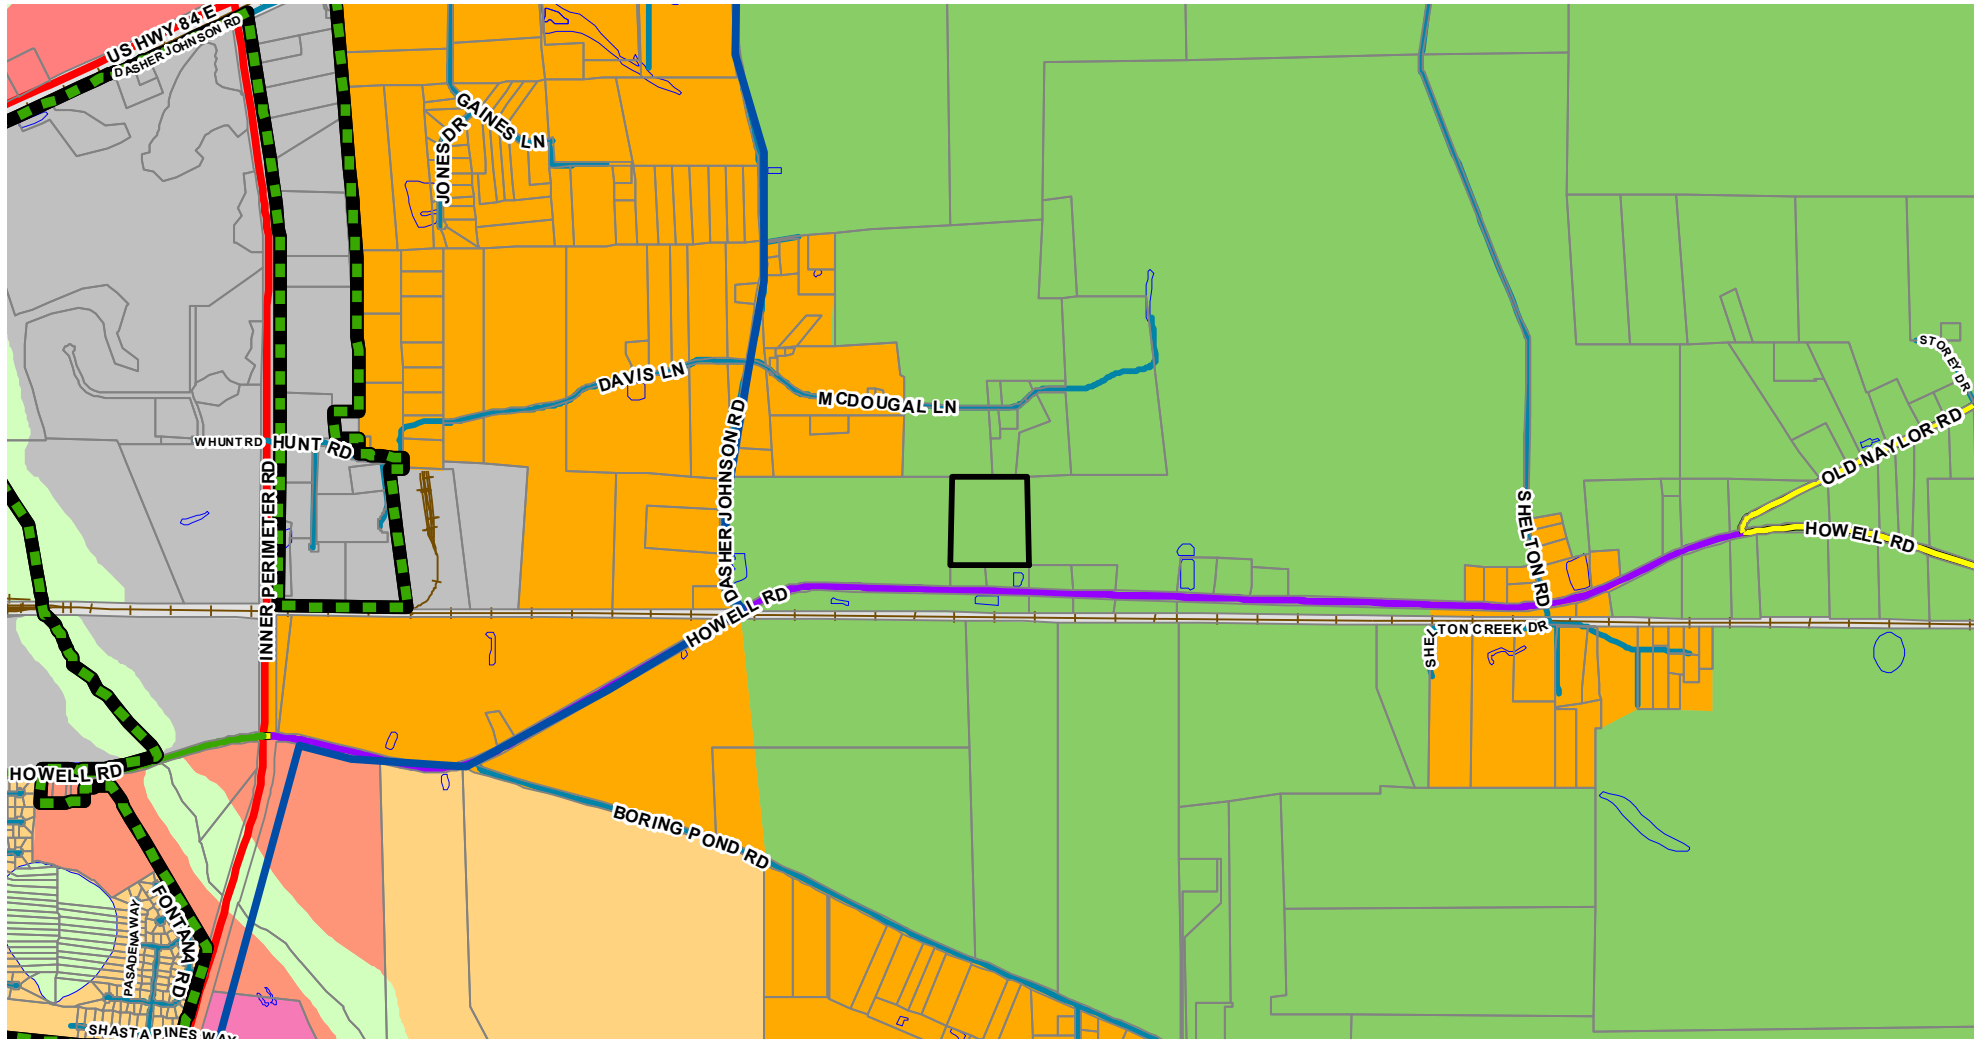 US HWY 84 E
DASHER JOHNSON RD
GAINES LN
JONES DR
STOREY DR
DAVIS LN
MCDOUGAL LN
OLD NAYLOR RD
W HUNT RD
HUNT RD
INNER PERIMETER RD
DASHER JOHNSON RD
SHELTON RD
HOWELL RD
HOWELL RD
SHELTON CREEK DR
HOWELL RD
BORING POND RD
FONTANA RD
PASADENA WAY
SHASTA PINES WAY